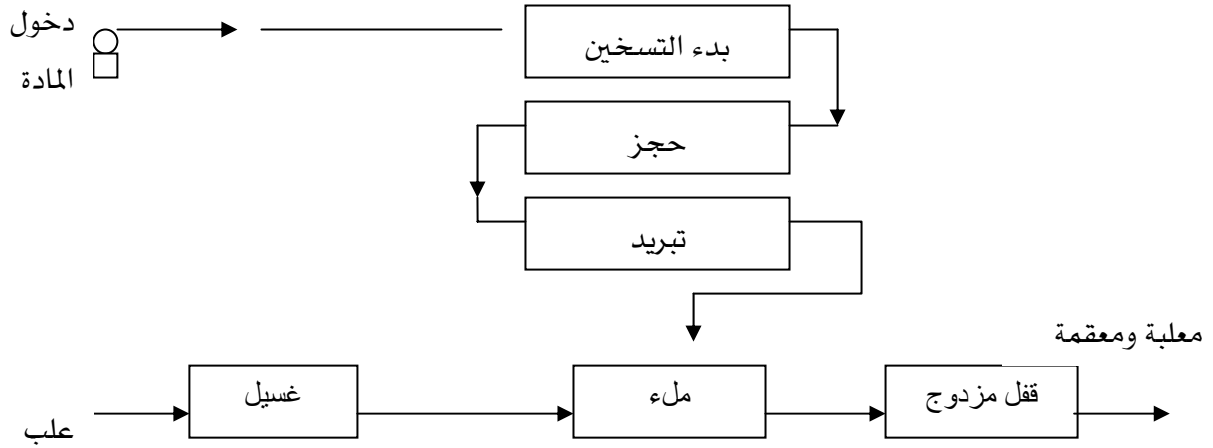 دخول
المادة
بدء التسخين
حجز
تبريد
معلبة ومعقمة
علب
غسيل
ملء
قفل مزدوج